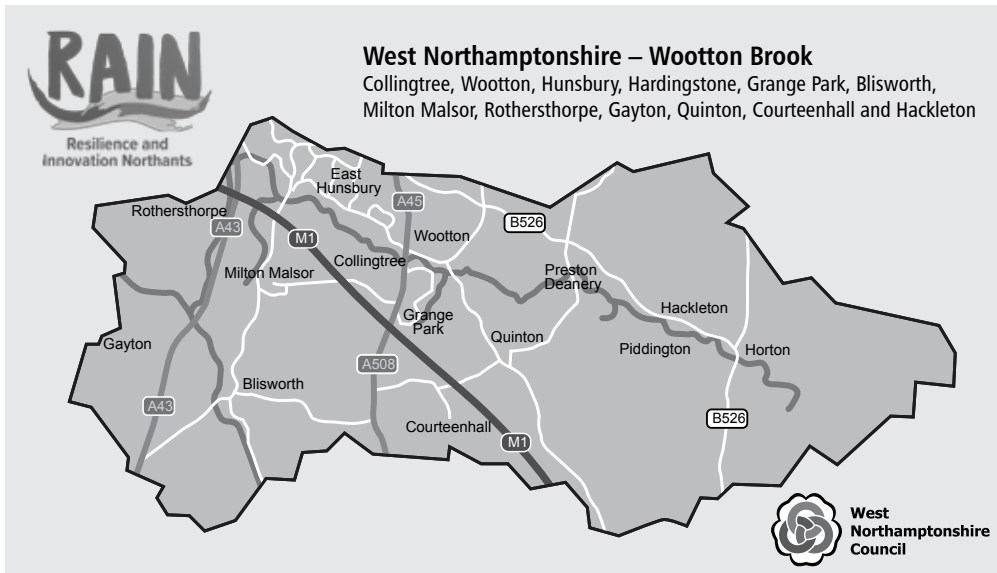 RAIN
Resilience and
Innovation Northants
West Northamptonshire – Wootton Brook
Collingtree, Wootton, Hunsbury, Hardingstone, Grange Park, Blisworth,
Milton Malsor, Rothersthorpe, Gayton, Quinton, Courteenhall and Hackleton
East
Hunsbury
Rothersthorpe
A45
A43
B526
M1
Wootton
Collingtree
Milton Malsor
Preston
Deanery
Grange
Park
Hackleton
Gayton
Quinton
Piddington
Horton
A508
Blisworth
A43
B526
Courteenhall
M1
West
Northamptonshire
Council